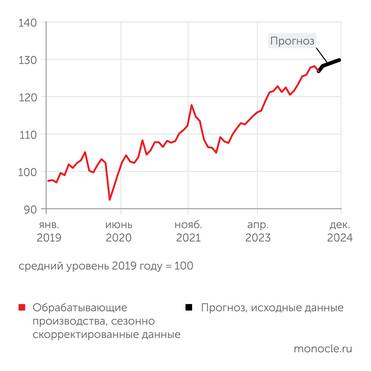 140
Прогноз
130
120
110
100
90
янв. июнь нояб. апр. дек.
2019 2020 2021 2023 2024
средний уровень 2019 году = 100
Обрабатывающие
производства, сезонно
скорректированные данные
Прогноз, исходные данные
monocle.ru